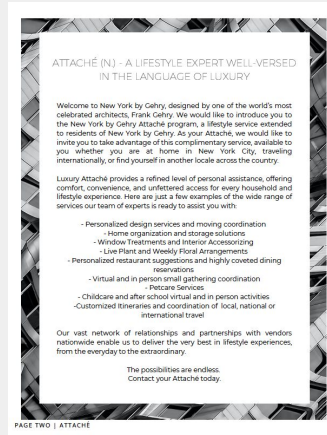 ATTACHÉ (N.) - A LIFESTYLE EXPERT WELL-VERSED
IN THE LANGUAGE OF LUXURY
Welcome to New York by Gehry, designed by one of the world's most
celebrated architects, Frank Gehry. We would like to introduce you to
the New York by Gehry Attaché program, a lifestyle service extended
to residents of New York by Gehry. As your Attaché, we would like to
invite you to take advantage of this complimentary service, available to
you whether you are at home in New York City, traveling
internationally, or find yourself in another locale across the country.
Luxury Attaché provides a refined level of personal assistance, offering
comfort, convenience, and unfettered access for every household and
lifestyle experience. Here are just a few examples of the wide range of
services our team of experts is ready to assist you with:
- Personalized design services and moving coordination
- Home organization and storage solutions
- Window Treatments and Interior Accessorizing
- Live Plant and Weekly Floral Arrangements
- Personalized restaurant suggestions and highly coveted dining
reservations
- Virtual and in person small gathering coordination
- Petcare Services
- Childcare and after school virtual and in person activities
-Customized itineraries and coordination of local, national or
international travel
Our vast network of relationships and partnerships with vendors
nationwide enable us to deliver the very best in lifestyle experiences,
from the everyday to the extraordinary.
The possibilities are endless.
Contact your Attaché today.
PAGE TWO | ATTACHÉ